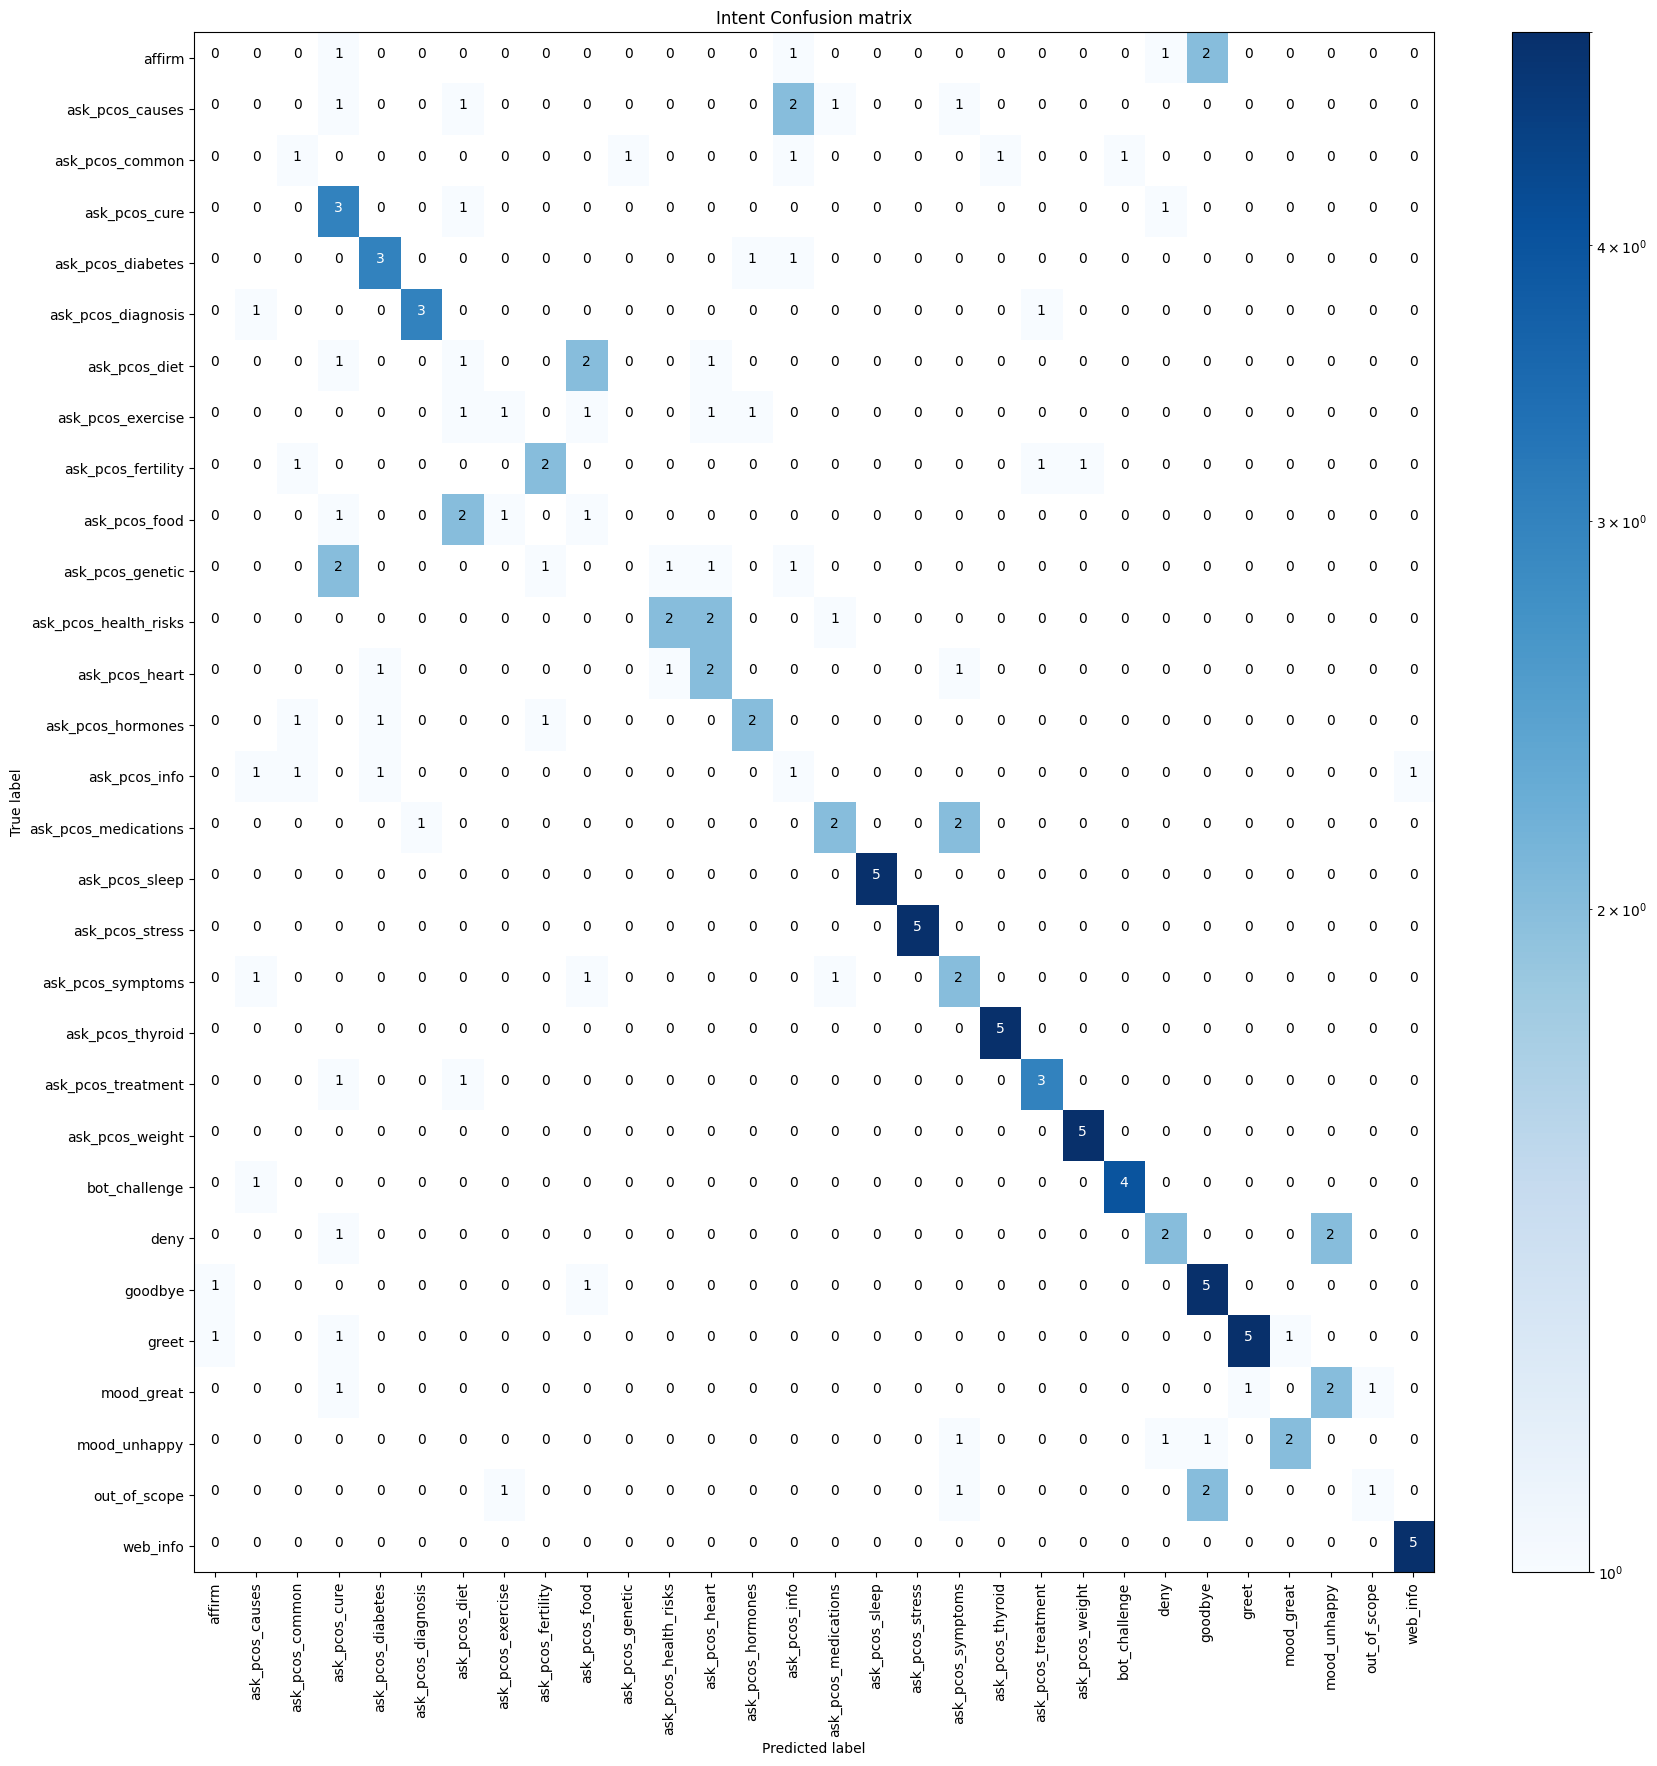 Intent Confusion matrix
affirm 0 0 0 1 0 0 0 0 0 0 0 0 0 0 1 0 0 0 0 0 0 0 0 1 2 0 0 0 0 0
ask_pcos_causes 0 0 0 1 0 0 1 0 0 0 0 0 0 0 2 1 0 0 1 0 0 0 0 0 0 0 0 0 0 0
ask_pcos_common 0 0 1 0 0 0 0 0 0 0 1 0 0 0 1 0 0 0 0 1 0 0 1 0 0 0 0 0 0 0
ask_pcos_cure 0 0 0 3 0 0 1 0 0 0 0 0 0 0 0 0 0 0 0 0 0 0 0 1 0 0 0 0 0 0
ask_pcos_diabetes 0 0 0 0 3 0 0 0 0 0 0 0 0 1 1 0 0 0 0 0 0 0 0 0 0 0 0 0 0 0
ask_pcos_diagnosis 0 1 0 0 0 3 0 0 0 0 0 0 0 0 0 0 0 0 0 0 1 0 0 0 0 0 0 0 0 0
ask_pcos_diet 0 0 0 1 0 0 1 0 0 2 0 0 1 0 0 0 0 0 0 0 0 0 0 0 0 0 0 0 0 0
ask_pcos_exercise 0 0 0 0 0 0 1 1 0 1 0 0 1 1 0 0 0 0 0 0 0 0 0 0 0 0 0 0 0 0
ask_pcos_fertility 0 0 1 0 0 0 0 0 2 0 0 0 0 0 0 0 0 0 0 0 1 1 0 0 0 0 0 0 0 0
ask_pcos_food 0 0 0 1 0 0 2 1 0 1 0 0 0 0 0 0 0 0 0 0 0 0 0 0 0 0 0 0 0 0
ask_pcos_genetic 0 0 0 2 0 0 0 0 1 0 0 1 1 0 1 0 0 0 0 0 0 0 0 0 0 0 0 0 0 0
ask_pcos_health_risks 0 0 0 0 0 0 0 0 0 0 0 2 2 0 0 1 0 0 0 0 0 0 0 0 0 0 0 0 0 0
ask_pcos_heart 0 0 0 0 1 0 0 0 0 0 0 1 2 0 0 0 0 0 1 0 0 0 0 0 0 0 0 0 0 0
ask_pcos_hormones 0 0 1 0 1 0 0 0 1 0 0 0 0 2 0 0 0 0 0 0 0 0 0 0 0 0 0 0 0 0
ask_pcos_info 0 1 1 0 1 0 0 0 0 0 0 0 0 0 1 0 0 0 0 0 0 0 0 0 0 0 0 0 0 1
ask_pcos_medications 0 0 0 0 0 1 0 0 0 0 0 0 0 0 0 2 0 0 2 0 0 0 0 0 0 0 0 0 0 0
ask_pcos_sleep 0 0 0 0 0 0 0 0 0 0 0 0 0 0 0 0 5 0 0 0 0 0 0 0 0 0 0 0 0 0
ask_pcos_stress 0 0 0 0 0 0 0 0 0 0 0 0 0 0 0 0 0 5 0 0 0 0 0 0 0 0 0 0 0 0
ask_pcos_symptoms 0 1 0 0 0 0 0 0 0 1 0 0 0 0 0 1 0 0 2 0 0 0 0 0 0 0 0 0 0 0
ask_pcos_thyroid 0 0 0 0 0 0 0 0 0 0 0 0 0 0 0 0 0 0 0 5 0 0 0 0 0 0 0 0 0 0
ask_pcos_treatment 0 0 0 1 0 0 1 0 0 0 0 0 0 0 0 0 0 0 0 0 3 0 0 0 0 0 0 0 0 0
ask_pcos_weight 0 0 0 0 0 0 0 0 0 0 0 0 0 0 0 0 0 0 0 0 0 5 0 0 0 0 0 0 0 0
bot_challenge 0 1 0 0 0 0 0 0 0 0 0 0 0 0 0 0 0 0 0 0 0 0 4 0 0 0 0 0 0 0
deny 0 0 0 1 0 0 0 0 0 0 0 0 0 0 0 0 0 0 0 0 0 0 0 2 0 0 0 2 0 0
goodbye 1 0 0 0 0 0 0 0 0 1 0 0 0 0 0 0 0 0 0 0 0 0 0 0 5 0 0 0 0 0
greet 1 0 0 1 0 0 0 0 0 0 0 0 0 0 0 0 0 0 0 0 0 0 0 0 0 5 1 0 0 0
mood_great 0 0 0 1 0 0 0 0 0 0 0 0 0 0 0 0 0 0 0 0 0 0 0 0 0 1 0 2 1 0
mood_unhappy 0 0 0 0 0 0 0 0 0 0 0 0 0 0 0 0 0 0 1 0 0 0 0 1 1 0 2 0 0 0
out_of_scope 0 0 0 0 0 0 0 1 0 0 0 0 0 0 0 0 0 0 1 0 0 0 0 0 2 0 0 0 1 0
web_info 0 0 0 0 0 0 0 0 0 0 0 0 0 0 0 0 0 0 0 0 0 0 0 0 0 0 0 0 0 5
True label
affirm
ask_pcos_causes
ask_pcos_common
ask_pcos_cure
ask_pcos_diabetes
ask_pcos_diagnosis
ask_pcos_diet
ask_pcos_exercise
ask_pcos_fertility
ask_pcos_food
ask_pcos_genetic
ask_pcos_health_risks
ask_pcos_heart
ask_pcos_hormones
ask_pcos_info
ask_pcos_medications
ask_pcos_sleep
ask_pcos_stress
ask_pcos_symptoms
ask_pcos_thyroid
ask_pcos_treatment
ask_pcos_weight
bot_challenge
deny
goodbye
greet
mood_great
mood_unhappy
out_of_scope
web_info
Predicted label
4 × 10⁰
3 × 10⁰
2 × 10⁰
10⁰